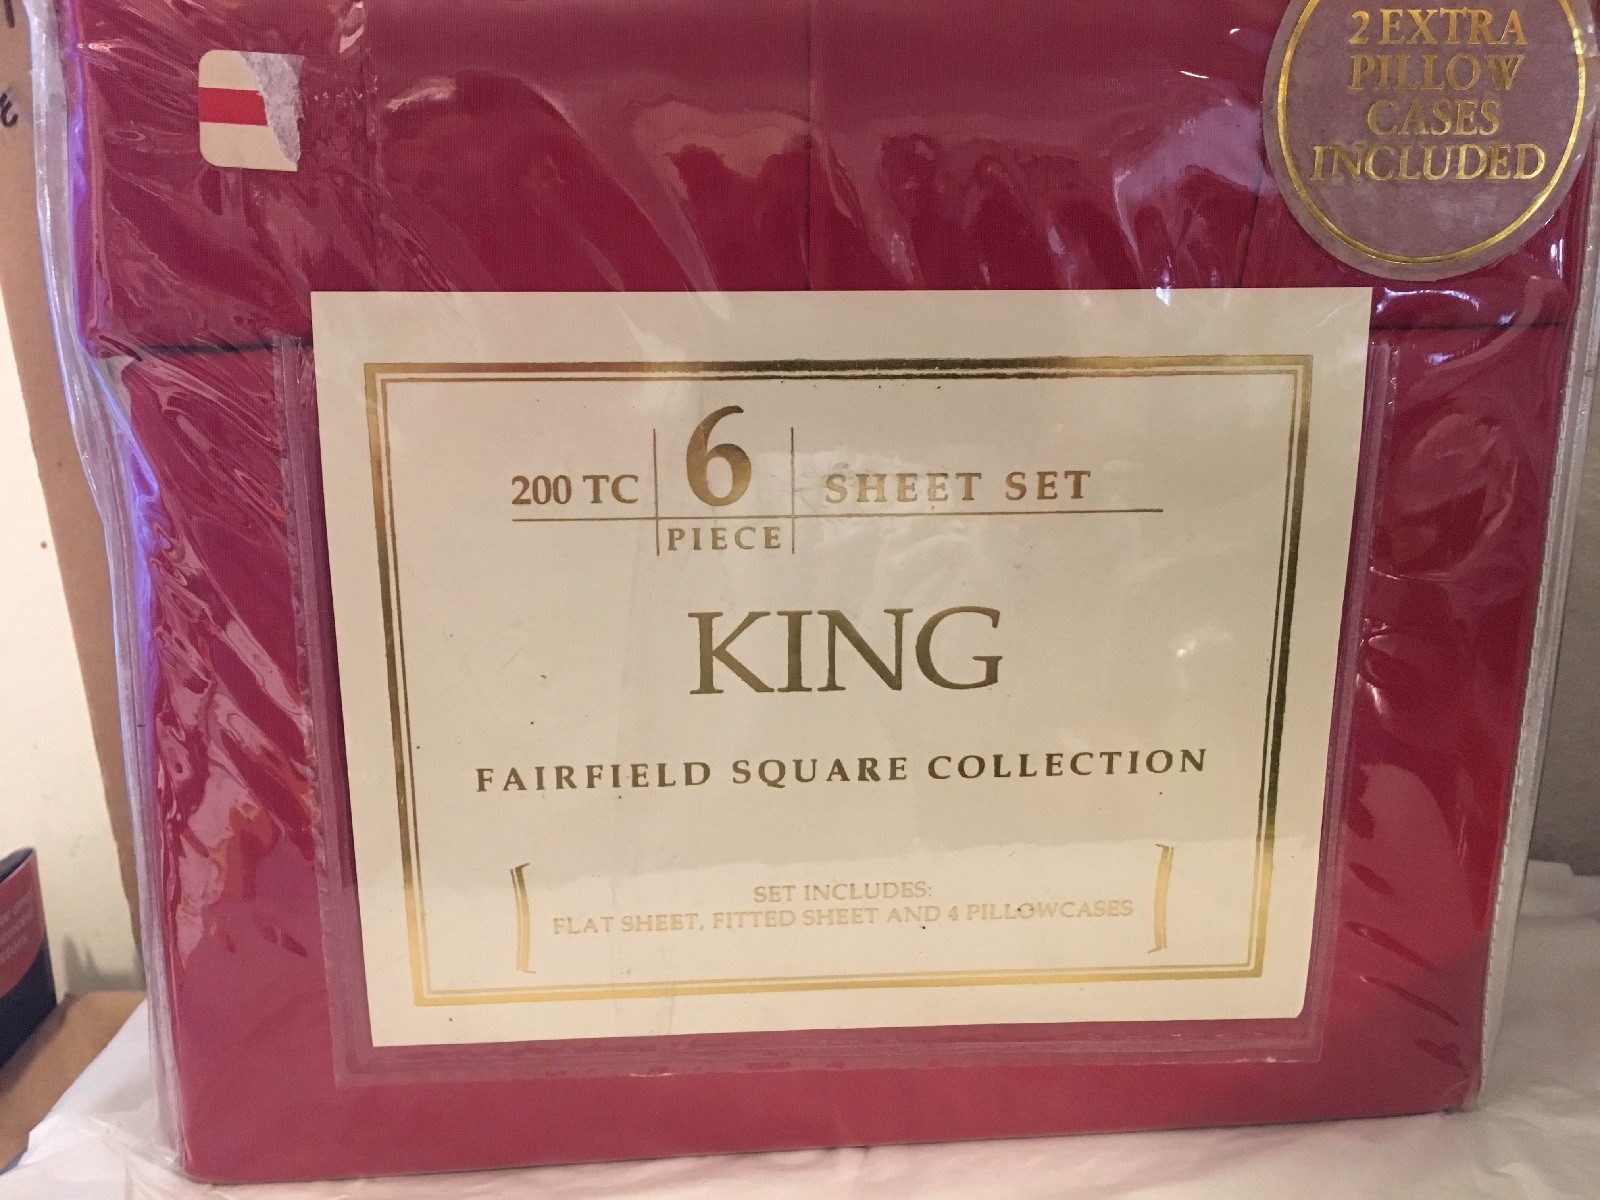 2 EXTRA
PILLOW
CASES
INCLUDED
200 TC 6 SHEET SET
PIECE
KING
FAIRFIELD SQUARE COLLECTION
SET INCLUDES:
FLAT SHEET, FITTED SHEET AND 4 PILLOWCASES